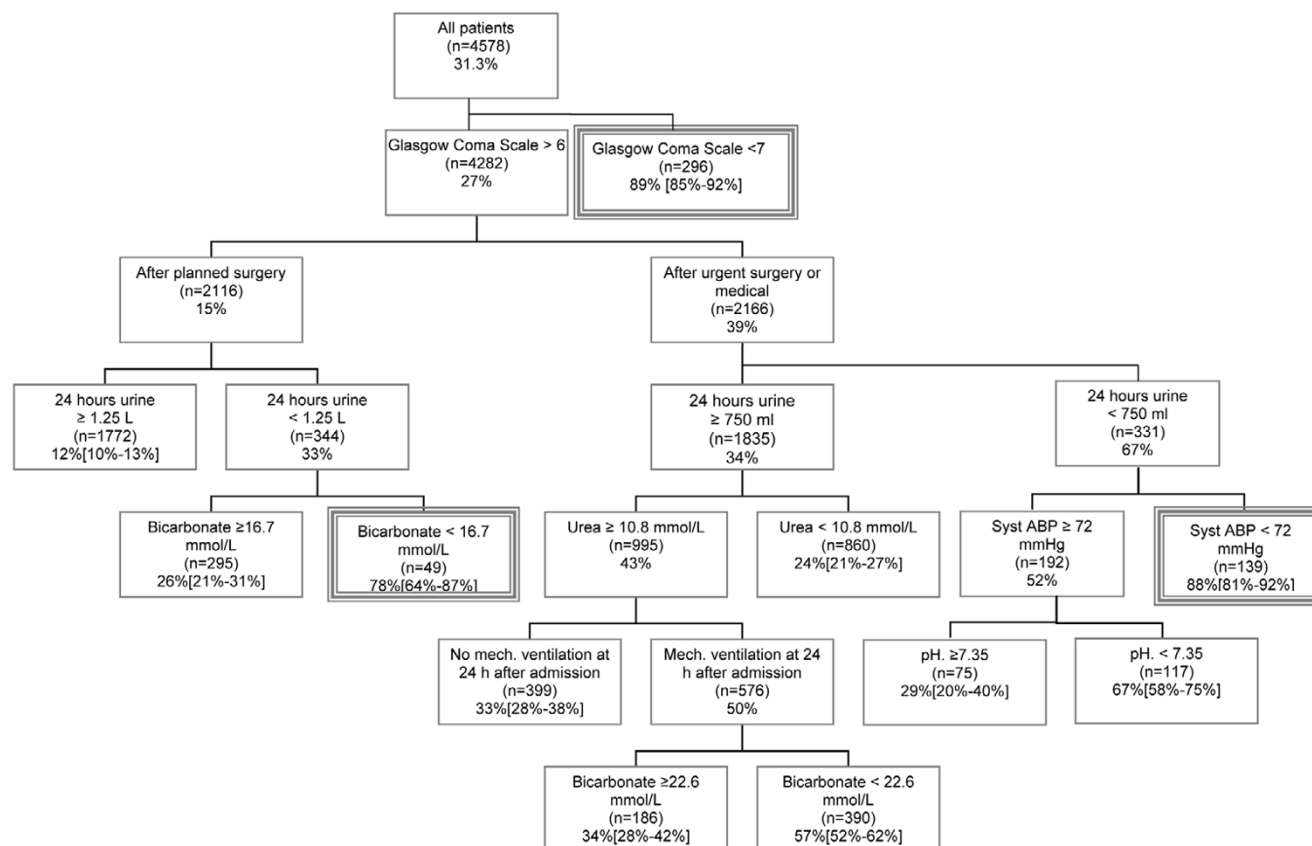 All patients
(n=4578)
31.3%
Glasgow Coma Scale > 6
(n=4282)
27%
Glasgow Coma Scale <7
(n=296)
89% [85%-92%]
After planned surgery
(n=2116)
15%
After urgent surgery or
medical
(n=2166)
39%
24 hours urine
≥ 1.25 L
(n=1772)
12%[10%-13%]
24 hours urine
< 1.25 L
(n=344)
33%
24 hours urine
≥ 750 ml
(n=1835)
34%
24 hours urine
< 750 ml
(n=331)
67%
Bicarbonate ≥16.7
mmol/L
(n=295)
26%[21%-31%]
Bicarbonate < 16.7
mmol/L
(n=49)
78%[64%-87%]
Urea ≥ 10.8 mmol/L
(n=995)
43%
Urea < 10.8 mmol/L
(n=860)
24%[21%-27%]
Syst ABP ≥ 72
mmHg
(n=192)
52%
Syst ABP < 72
mmHg
(n=139)
88%[81%-92%]
No mech. ventilation at
24 h after admission
(n=399)
33%[28%-38%]
Mech. ventilation at 24
h after admission
(n=576)
50%
pH. ≥7.35
(n=75)
29%[20%-40%]
pH. < 7.35
(n=117)
67%[58%-75%]
Bicarbonate ≥22.6
mmol/L
(n=186)
34%[28%-42%]
Bicarbonate < 22.6
mmol/L
(n=390)
57%[52%-62%]